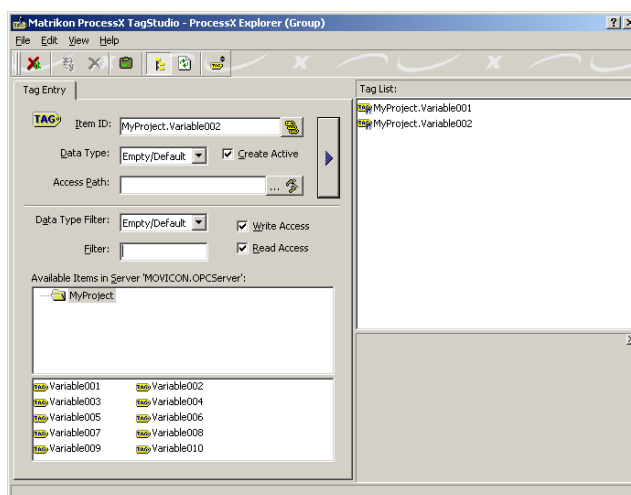 Matrikon ProcessX TagStudio - ProcessX Explorer (Group)
File Edit View Help
Tag Entry
TAG Item ID: MyProject.Variable002
Data Type: Empty/Default Create Active
Access Path: ...
Data Type Filter: Empty/Default Write Access
Filter: Read Access
Available Items in Server 'MOVICON.OPCServer':
MyProject
Variable001 Variable002
Variable003 Variable004
Variable005 Variable006
Variable007 Variable008
Variable009 Variable010
Tag List:
MyProject.Variable001
MyProject.Variable002